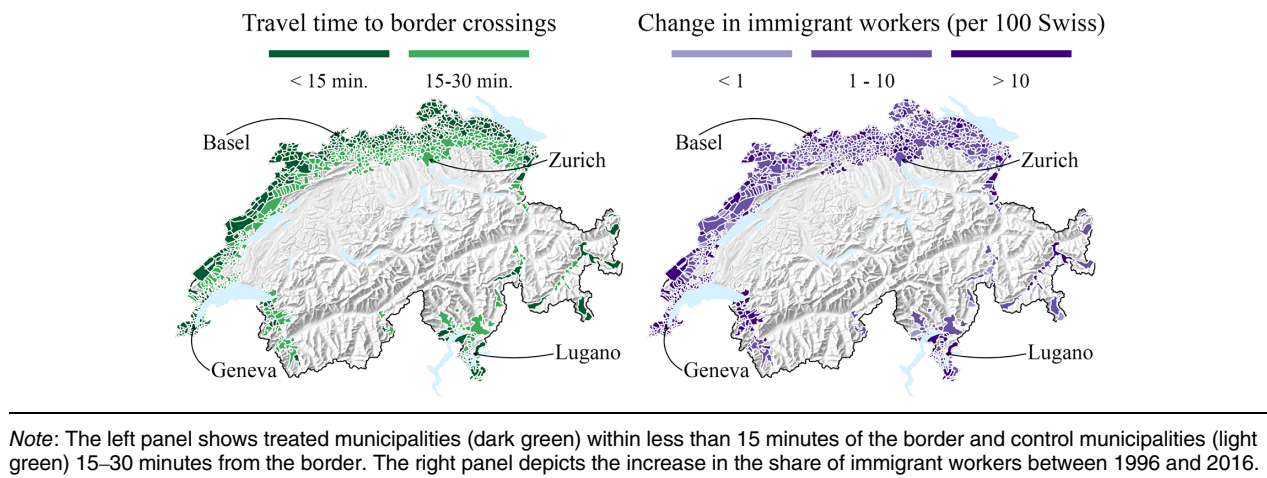 Travel time to border crossings
< 15 min.
15-30 min.
Basel
Zurich
Lugano
Geneva
Change in immigrant workers (per 100 Swiss)
< 1
1 - 10
> 10
Basel
Zurich
Lugano
Geneva
Note: The left panel shows treated municipalities (dark green) within less than 15 minutes of the border and control municipalities (light
green) 15–30 minutes from the border. The right panel depicts the increase in the share of immigrant workers between 1996 and 2016.